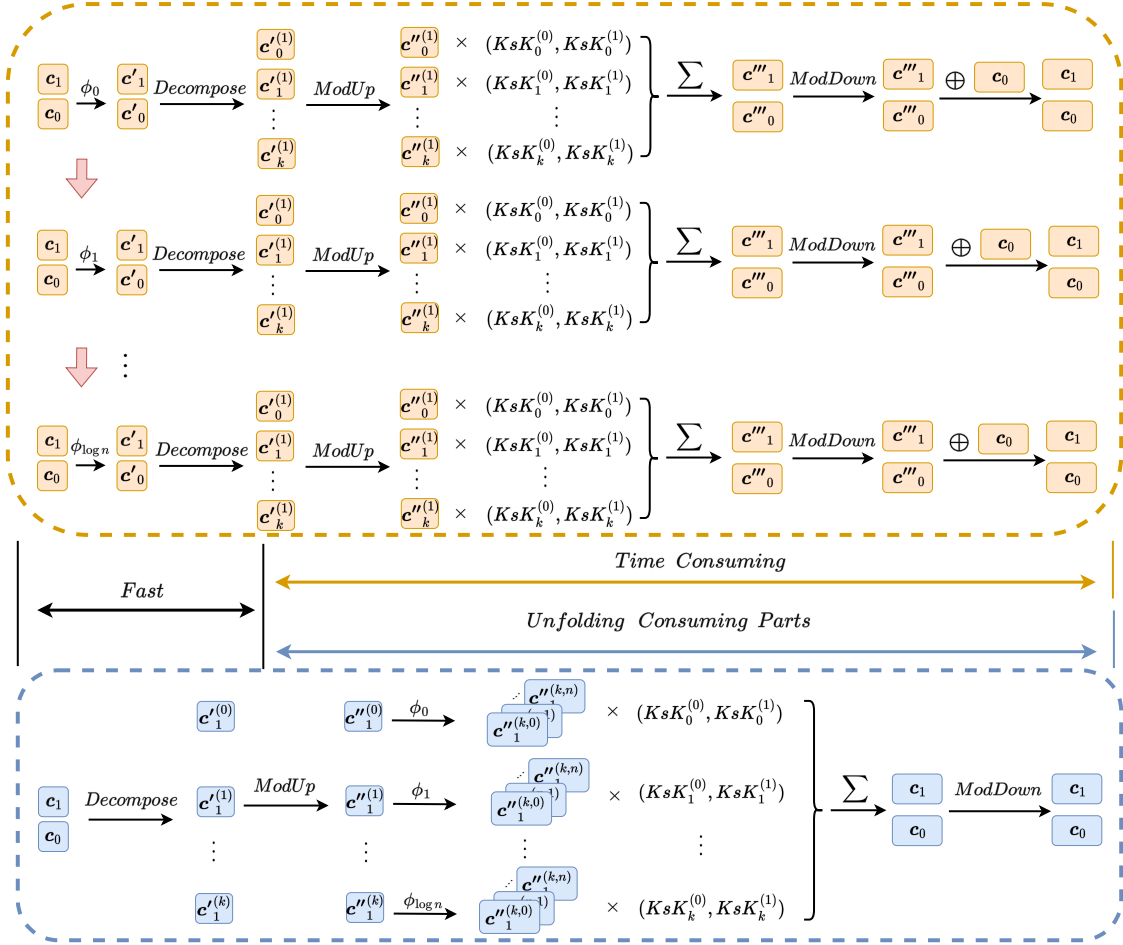 c₁ φ₀ c'₁ Decompose c'₀⁽¹⁾ ModUp c''₀⁽¹⁾ × (KsK₀⁽⁰⁾, KsK₀⁽¹⁾) ∑ c'''₁ ModDown c'''₁ ⊕ c₀ c₁
c₀ c'₀ c'₁⁽¹⁾ c''₁⁽¹⁾ × (KsK₁⁽⁰⁾, KsK₁⁽¹⁾) c'''₀ c'''₀ c₀
⋮ ⋮ ⋮
c'ₖ⁽¹⁾ c''ₖ⁽¹⁾ × (KsKₖ⁽⁰⁾, KsKₖ⁽¹⁾)
c₁ φ₁ c'₁ Decompose c'₀⁽¹⁾ ModUp c''₀⁽¹⁾ × (KsK₀⁽⁰⁾, KsK₀⁽¹⁾) ∑ c'''₁ ModDown c'''₁ ⊕ c₀ c₁
c₀ c'₀ c'₁⁽¹⁾ c''₁⁽¹⁾ × (KsK₁⁽⁰⁾, KsK₁⁽¹⁾) c'''₀ c'''₀ c₀
⋮ ⋮ ⋮
c'ₖ⁽¹⁾ c''ₖ⁽¹⁾ × (KsKₖ⁽⁰⁾, KsKₖ⁽¹⁾)
⋮
c₁ φ_{log n} c'₁ Decompose c'₀⁽¹⁾ ModUp c''₀⁽¹⁾ × (KsK₀⁽⁰⁾, KsK₀⁽¹⁾) ∑ c'''₁ ModDown c'''₁ ⊕ c₀ c₁
c₀ c'₀ c'₁⁽¹⁾ c''₁⁽¹⁾ × (KsK₁⁽⁰⁾, KsK₁⁽¹⁾) c'''₀ c'''₀ c₀
⋮ ⋮ ⋮
c'ₖ⁽¹⁾ c''ₖ⁽¹⁾ × (KsKₖ⁽⁰⁾, KsKₖ⁽¹⁾)
Time Consuming
Fast
Unfolding Consuming Parts
c'₁⁽⁰⁾ c''₁⁽⁰⁾ φ₀ c''₁⁽ᵏ'⁰⁾ c''₁⁽ᵏ'ⁿ⁾ × (KsK₀⁽⁰⁾, KsK₀⁽¹⁾)
c₁ Decompose c'₁⁽¹⁾ ModUp c''₁⁽¹⁾ φ₁ c''₁⁽ᵏ'⁰⁾ c''₁⁽ᵏ'ⁿ⁾ × (KsK₁⁽⁰⁾, KsK₁⁽¹⁾) ∑ c₁ ModDown c₁
c₀ c₀ c₀
⋮ ⋮ ⋮ ⋮
c'₁⁽ᵏ⁾ c''₁⁽ᵏ⁾ φ_{log n} c''₁⁽ᵏ'⁰⁾ c''₁⁽ᵏ'ⁿ⁾ × (KsKₖ⁽⁰⁾, KsKₖ⁽¹⁾)